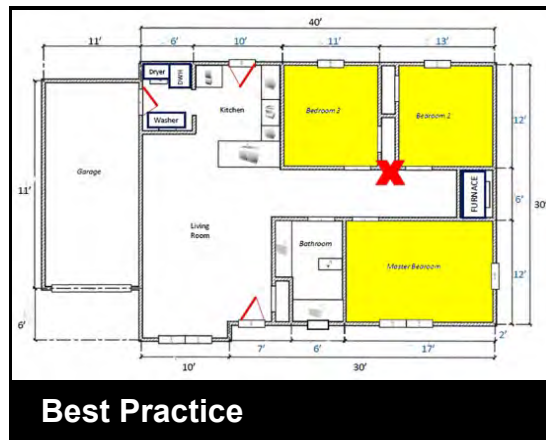 40'
11' 6' 10' 11' 13'
Dryer
DWH
Washer
Kitchen
Bedroom 3
Bedroom 2
12'
Garage
11'
FURNACE
6'
30'
Living
Room
Bathroom
Master Bedroom
12'
6'
2'
7' 6' 17'
10' 30'
Best Practice